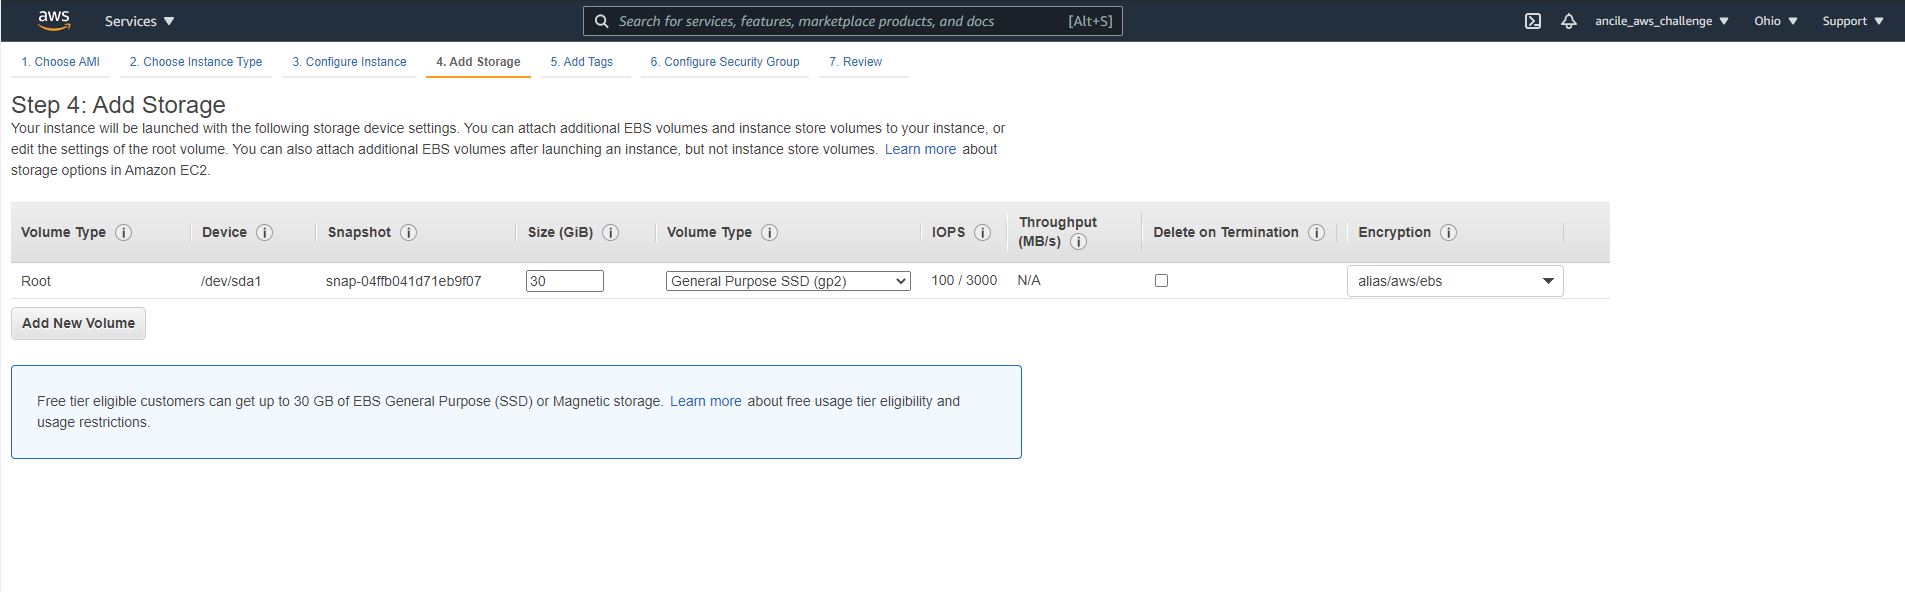 aws
Services
Search for services, features, marketplace products, and docs [Alt+S]
ancile_aws_challenge
Ohio
Support
1. Choose AMI
2. Choose Instance Type
3. Configure Instance
4. Add Storage
5. Add Tags
6. Configure Security Group
7. Review
Step 4: Add Storage
Your instance will be launched with the following storage device settings. You can attach additional EBS volumes and instance store volumes to your instance, or
edit the settings of the root volume. You can also attach additional EBS volumes after launching an instance, but not instance store volumes. Learn more about
storage options in Amazon EC2.
Volume Type
Device
Snapshot
Size (GiB)
Volume Type
IOPS
Throughput
(MB/s)
Delete on Termination
Encryption
Root
/dev/sda1
snap-04ffb041d71eb9f07
30
General Purpose SSD (gp2)
100 / 3000
N/A
alias/aws/ebs
Add New Volume
Free tier eligible customers can get up to 30 GB of EBS General Purpose (SSD) or Magnetic storage. Learn more about free usage tier eligibility and
usage restrictions.